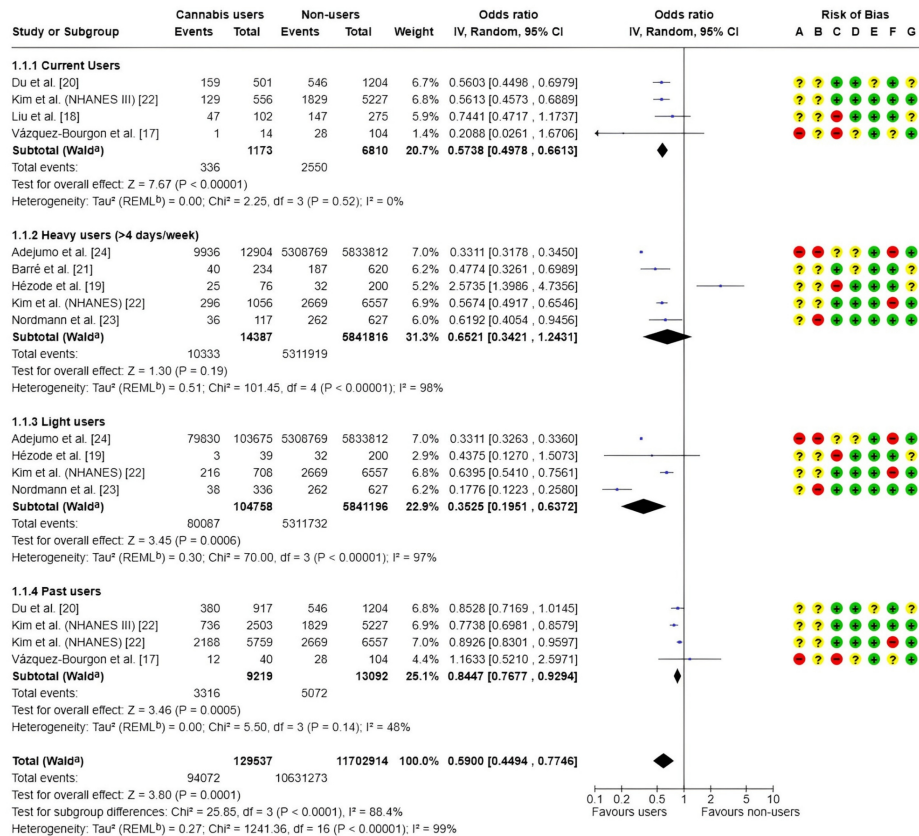 Cannabis users Non-users Odds ratio Odds ratio Risk of Bias
Study or Subgroup Events Total Events Total Weight IV, Random, 95% CI IV, Random, 95% CI A B C D E F G
1.1.1 Current Users
Du et al. [20] 159 501 546 1204 6.7% 0.5603 [0.4498 , 0.6979] ? ? + + ? + ?
Kim et al. (NHANES III) [22] 129 556 1829 5227 6.8% 0.5613 [0.4573 , 0.6889] ? ? + + + + +
Liu et al. [18] 47 102 147 275 5.9% 0.7441 [0.4717 , 1.1737] ? ? - + + + ?
Vázquez-Bourgon et al. [17] 1 14 28 104 1.4% 0.2088 [0.0261 , 1.6706] - ? - ? + ? +
Subtotal (Waldª) 1173 6810 20.7% 0.5738 [0.4978 , 0.6613]
Total events: 336 2550
Test for overall effect: Z = 7.67 (P < 0.00001)
Heterogeneity: Tau² (REMLᵇ) = 0.00; Chi² = 2.25, df = 3 (P = 0.52); I² = 0%
1.1.2 Heavy users (>4 days/week)
Adejumo et al. [24] 9936 12904 5308769 5833812 7.0% 0.3311 [0.3178 , 0.3450] - - ? ? + - +
Barré et al. [21] 40 234 187 620 6.2% 0.4774 [0.3261 , 0.6989] ? ? + ? + + ?
Hézode et al. [19] 25 76 32 200 5.2% 2.5735 [1.3986 , 4.7356] ? ? - + + + ?
Kim et al. (NHANES) [22] 296 1056 2669 6557 6.9% 0.5674 [0.4917 , 0.6546] ? ? + + + - +
Nordmann et al. [23] 36 117 262 627 6.0% 0.6192 [0.4054 , 0.9456] ? - + + + + +
Subtotal (Waldª) 14387 5841816 31.3% 0.6521 [0.3421 , 1.2431]
Total events: 10333 5311919
Test for overall effect: Z = 1.30 (P = 0.19)
Heterogeneity: Tau² (REMLᵇ) = 0.51; Chi² = 101.45, df = 4 (P < 0.00001); I² = 98%
1.1.3 Light users
Adejumo et al. [24] 79830 103675 5308769 5833812 7.0% 0.3311 [0.3263 , 0.3360] - - ? ? + - +
Hézode et al. [19] 3 39 32 200 2.9% 0.4375 [0.1270 , 1.5073] ? ? - + + + ?
Kim et al. (NHANES) [22] 216 708 2669 6557 6.8% 0.6395 [0.5410 , 0.7561] ? ? + + + - +
Nordmann et al. [23] 38 336 262 627 6.2% 0.1776 [0.1223 , 0.2580] ? - + + + + +
Subtotal (Waldª) 104758 5841196 22.9% 0.3525 [0.1951 , 0.6372]
Total events: 80087 5311732
Test for overall effect: Z = 3.45 (P = 0.0006)
Heterogeneity: Tau² (REMLᵇ) = 0.30; Chi² = 70.00, df = 3 (P < 0.00001); I² = 97%
1.1.4 Past users
Du et al. [20] 380 917 546 1204 6.8% 0.8528 [0.7169 , 1.0145] ? ? + + ? + ?
Kim et al. (NHANES III) [22] 736 2503 1829 5227 6.9% 0.7738 [0.6981 , 0.8579] ? ? + + + + +
Kim et al. (NHANES) [22] 2188 5759 2669 6557 7.0% 0.8926 [0.8301 , 0.9597] ? ? + + + - +
Vázquez-Bourgon et al. [17] 12 40 28 104 4.4% 1.1633 [0.5210 , 2.5971] - ? - ? + ? +
Subtotal (Waldª) 9219 13092 25.1% 0.8447 [0.7677 , 0.9294]
Total events: 3316 5072
Test for overall effect: Z = 3.46 (P = 0.0005)
Heterogeneity: Tau² (REMLᵇ) = 0.00; Chi² = 5.50, df = 3 (P = 0.14); I² = 48%
Total (Waldª) 129537 11702914 100.0% 0.5900 [0.4494 , 0.7746]
Total events: 94072 10631273
Test for overall effect: Z = 3.80 (P = 0.0001)
Test for subgroup differences: Chi² = 25.85, df = 3 (P < 0.0001), I² = 88.4%
Heterogeneity: Tau² (REMLᵇ) = 0.27; Chi² = 1241.36, df = 16 (P < 0.00001); I² = 99%
0.1 0.2 0.5 1 2 5 10
Favours users Favours non-users